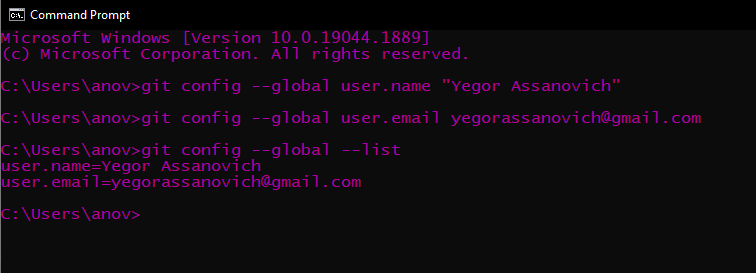 Command Prompt
Microsoft Windows [Version 10.0.19044.1889]
(c) Microsoft Corporation. All rights reserved.
C:\Users\anov>git config --global user.name "Yegor Assanovich"
C:\Users\anov>git config --global user.email yegorassanovich@gmail.com
C:\Users\anov>git config --global --list
user.name=Yegor Assanovich
user.email=yegorassanovich@gmail.com
C:\Users\anov>